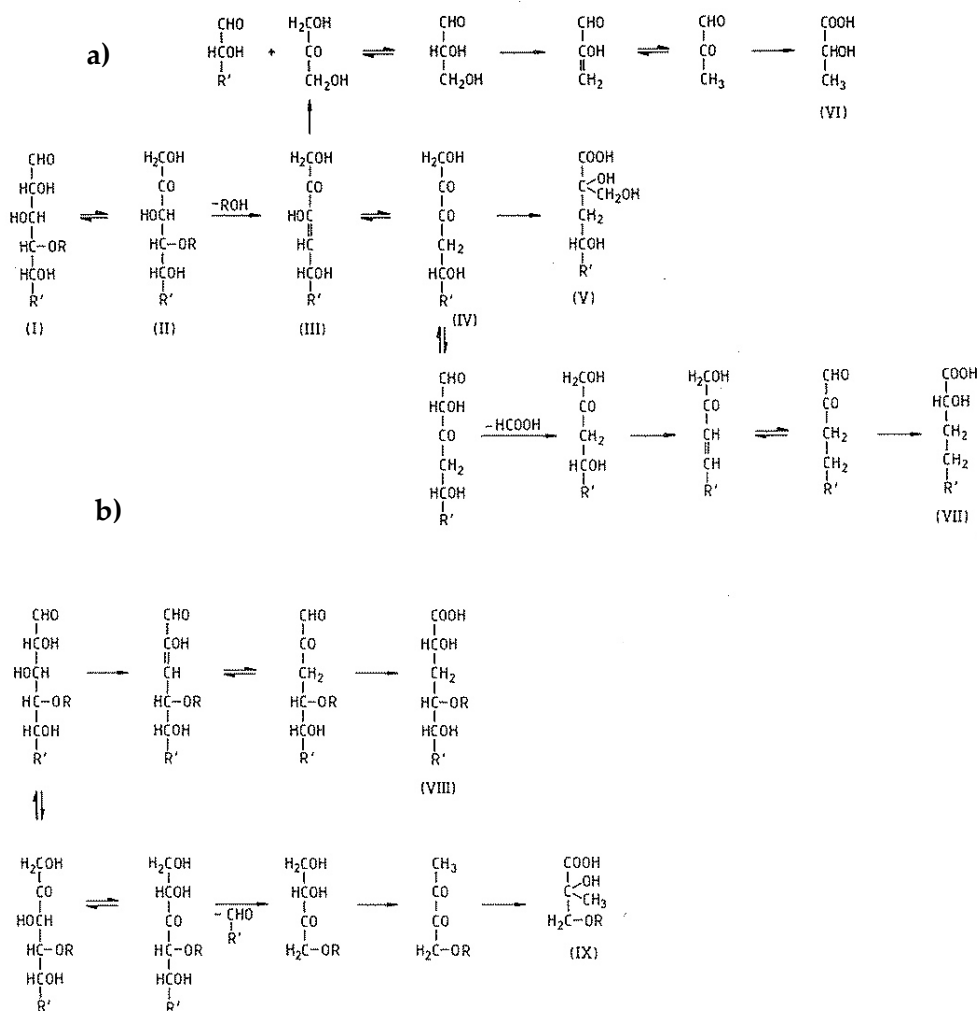 CHO H₂COH CHO CHO CHO COOH
a) HCOH + CO HCOH COH CO HCOH
R' CH₂OH CH₂OH CH₂ CH₃ CH₃
(VI)
CHO H₂COH H₂COH H₂COH COOH
HCOH CO CO CO C OH CH₂OH
HOCH HOCH −ROH HOC CO CH₂
HC−OR HC−OR HC CH₂ HCOH
HCOH HCOH HCOH HCOH R'
R' R' R' R'
(I) (II) (III) (IV) (V)
CHO H₂COH H₂COH CHO COOH
HCOH CO CO CO HCOH
CO −HCOOH CH₂ CH CH₂ CH₂
CH₂ HCOH CH CH₂ CH₂
HCOH R' R' R' R'
R' (VII)
b)
CHO CHO CHO COOH
HCOH COH CO HCOH
HOCH CH CH₂ CH₂
HC−OR HC−OR HC−OR HC−OR
HCOH HCOH HCOH HCOH
R' R' R' R'
(VIII)
H₂COH H₂COH H₂COH CH₃ COOH
CO HCOH HCOH CO C OH CH₃
HOCH CO − CHO R' CO CO H₂C−OR
HC−OR HC−OR H₂C−OR H₂C−OR (IX)
HCOH HCOH
R' R'